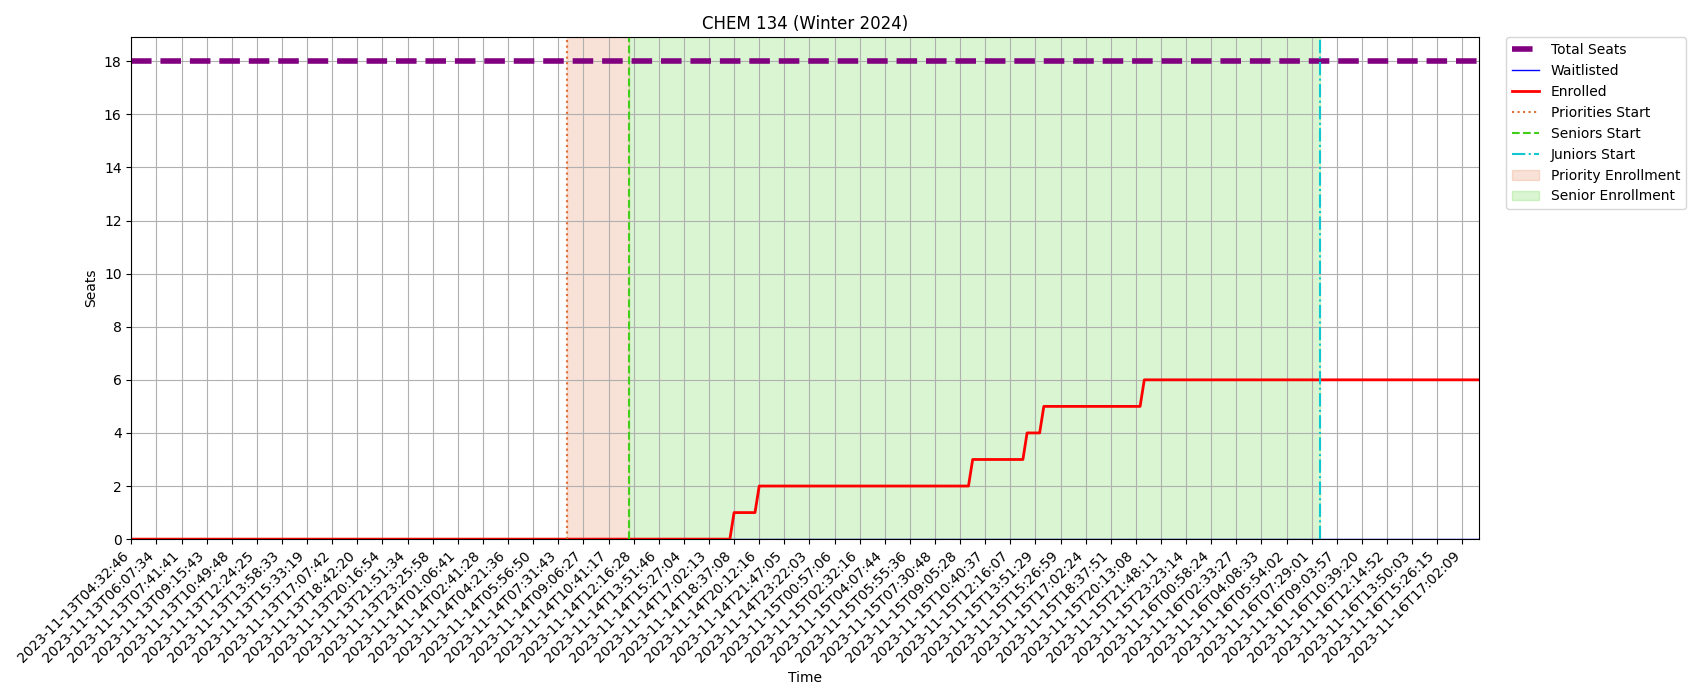 CHEM 134 (Winter 2024)
Total Seats
Waitlisted
Enrolled
Priorities Start
Seniors Start
Juniors Start
Priority Enrollment
Senior Enrollment
Seats
18
16
14
12
10
8
6
4
2
0
2023-11-13T04:32:46
2023-11-13T06:07:34
2023-11-13T07:41:41
2023-11-13T09:15:43
2023-11-13T10:49:48
2023-11-13T12:24:25
2023-11-13T13:58:33
2023-11-13T15:33:19
2023-11-13T17:07:42
2023-11-13T18:42:20
2023-11-13T20:16:54
2023-11-13T21:51:34
2023-11-13T23:25:58
2023-11-14T01:06:41
2023-11-14T02:41:28
2023-11-14T04:21:36
2023-11-14T05:56:50
2023-11-14T07:31:43
2023-11-14T09:06:27
2023-11-14T10:41:17
2023-11-14T12:16:28
2023-11-14T13:51:46
2023-11-14T15:27:04
2023-11-14T17:02:13
2023-11-14T18:37:08
2023-11-14T20:12:16
2023-11-14T21:47:05
2023-11-14T23:22:03
2023-11-15T00:57:06
2023-11-15T02:32:16
2023-11-15T04:07:44
2023-11-15T05:55:36
2023-11-15T07:30:48
2023-11-15T09:05:28
2023-11-15T10:40:37
2023-11-15T12:16:07
2023-11-15T13:51:29
2023-11-15T15:26:59
2023-11-15T17:02:24
2023-11-15T18:37:51
2023-11-15T20:13:08
2023-11-15T21:48:11
2023-11-15T23:23:14
2023-11-16T00:58:24
2023-11-16T02:33:27
2023-11-16T04:08:33
2023-11-16T05:54:02
2023-11-16T07:29:01
2023-11-16T09:03:57
2023-11-16T10:39:20
2023-11-16T12:14:52
2023-11-16T13:50:03
2023-11-16T15:26:15
2023-11-16T17:02:09
Time